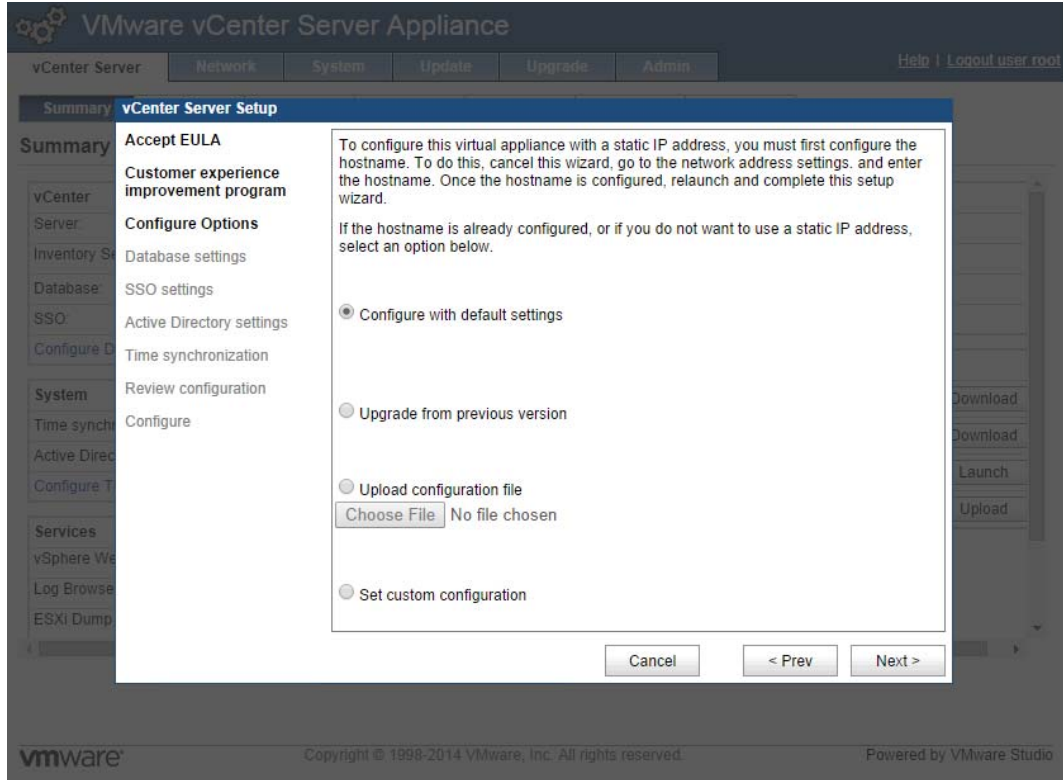 VMware vCenter Server Appliance
Help | Logout user root
vCenter Server Network System Update Upgrade Admin
Summary
Summary
vCenter
Server:
Inventory Se
Database:
SSO:
Configure D
System
Time synchr
Active Direc
Configure T
Services
vSphere We
Log Browse
ESXi Dump
Download
Download
Launch
Upload
vCenter Server Setup
Accept EULA
Customer experience
improvement program
Configure Options
Database settings
SSO settings
Active Directory settings
Time synchronization
Review configuration
Configure
To configure this virtual appliance with a static IP address, you must first configure the
hostname. To do this, cancel this wizard, go to the network address settings. and enter
the hostname. Once the hostname is configured, relaunch and complete this setup
wizard.
If the hostname is already configured, or if you do not want to use a static IP address,
select an option below.
Configure with default settings
Upgrade from previous version
Upload configuration file
Choose File No file chosen
Set custom configuration
Cancel < Prev Next >
vmware
Copyright © 1998-2014 VMware, Inc. All rights reserved.
Powered by VMware Studio